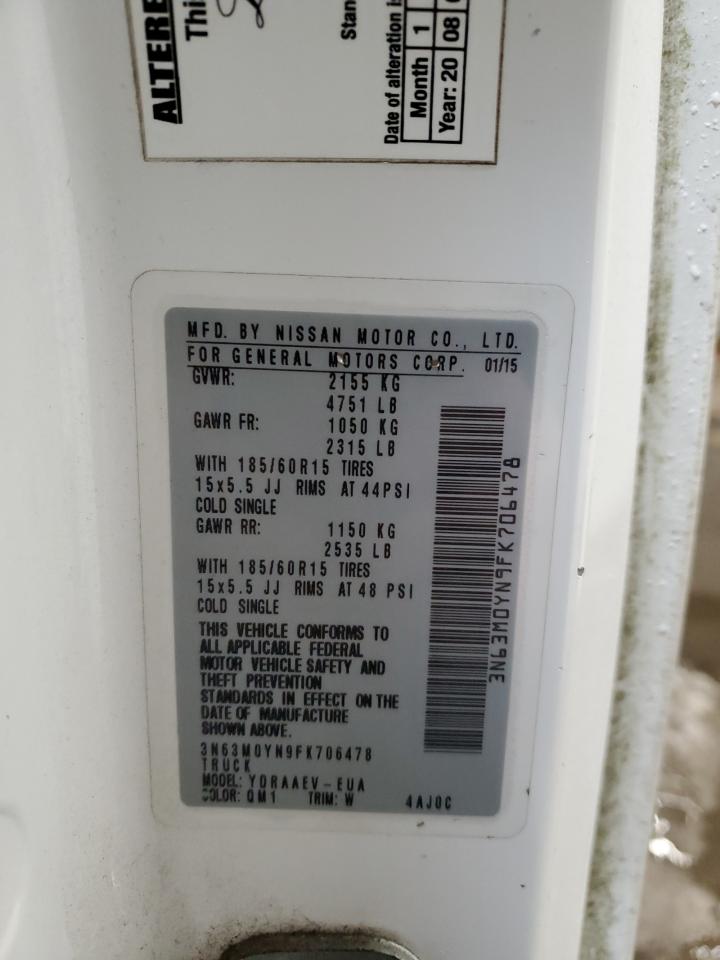 ALTERE
Thi
Stan
Date of alteration i
Month 1
Year: 20 08
MFD. BY NISSAN MOTOR CO., LTD.
FOR GENERAL MOTORS CORP. 01/15
GVWR: 2155 KG
4751 LB
GAWR FR: 1050 KG
2315 LB
WITH 185/60R15 TIRES
15x5.5 JJ RIMS AT 44PSI
COLD SINGLE
GAWR RR: 1150 KG
2535 LB
WITH 185/60R15 TIRES
15x5.5 JJ RIMS AT 48 PSI
COLD SINGLE
THIS VEHICLE CONFORMS TO
ALL APPLICABLE FEDERAL
MOTOR VEHICLE SAFETY AND
THEFT PREVENTION
STANDARDS IN EFFECT ON THE
DATE OF MANUFACTURE
SHOWN ABOVE.
3N63M0YN9FK706478
TRUCK
MODEL: YDRAAEV-EUA
COLOR: QM1 TRIM: W 4AJ0C
3N63M0YN9FK706478